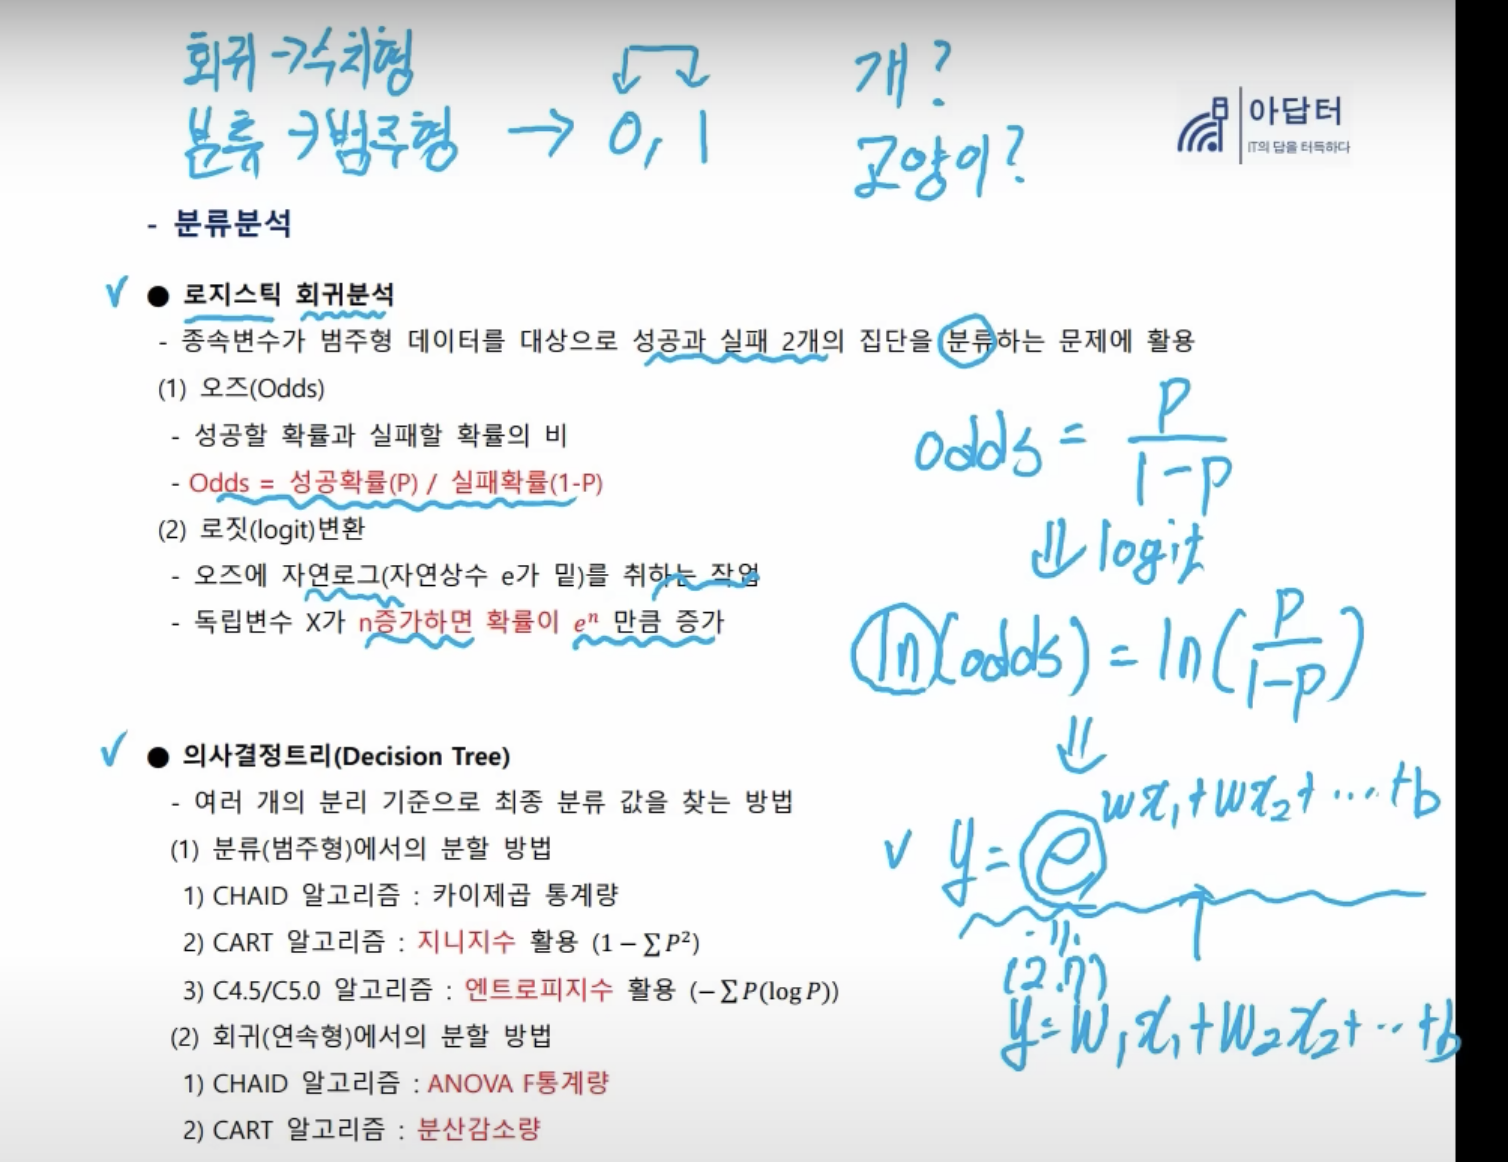 회귀 → 수치형
분류 → 범주형 → 0, 1
개?
고양이?
아답터
IT의 답을 터득하다
- 분류분석
✓ ● 로지스틱 회귀분석
- 종속변수가 범주형 데이터를 대상으로 성공과 실패 2개의 집단을 분류하는 문제에 활용
(1) 오즈(Odds)
- 성공할 확률과 실패할 확률의 비
- Odds = 성공확률(P) / 실패확률(1-P)
(2) 로짓(logit)변환
- 오즈에 자연로그(자연상수 e가 밑)를 취하는 작업
- 독립변수 X가 n증가하면 확률이 eⁿ 만큼 증가
odds = p / 1-p
⇓ logit
ln(odds) = ln(p / 1-p)
⇓
✓ y = e^(wx₁+wx₂+...+b)
(2.7)
y=w₁x₁+w₂x₂+...+b
✓ ● 의사결정트리(Decision Tree)
- 여러 개의 분리 기준으로 최종 분류 값을 찾는 방법
(1) 분류(범주형)에서의 분할 방법
1) CHAID 알고리즘 : 카이제곱 통계량
2) CART 알고리즘 : 지니지수 활용 (1 – ∑P²)
3) C4.5/C5.0 알고리즘 : 엔트로피지수 활용 (– ∑P(log P))
(2) 회귀(연속형)에서의 분할 방법
1) CHAID 알고리즘 : ANOVA F통계량
2) CART 알고리즘 : 분산감소량